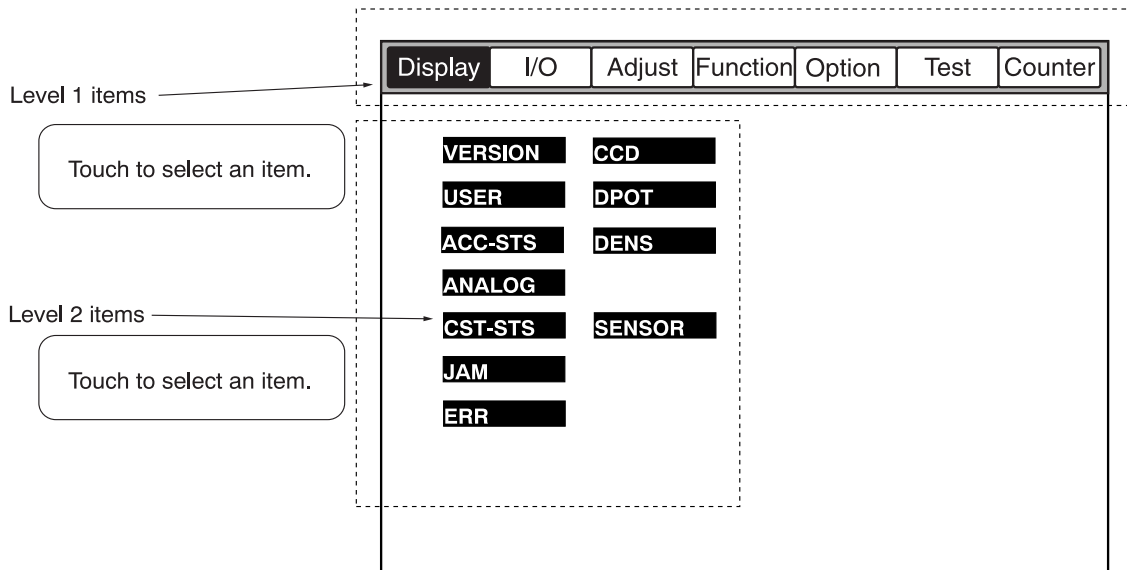 Display I/O Adjust Function Option Test Counter
Level 1 items
Touch to select an item.
VERSION CCD
USER DPOT
ACC-STS DENS
ANALOG
Level 2 items
CST-STS SENSOR
Touch to select an item.
JAM
ERR